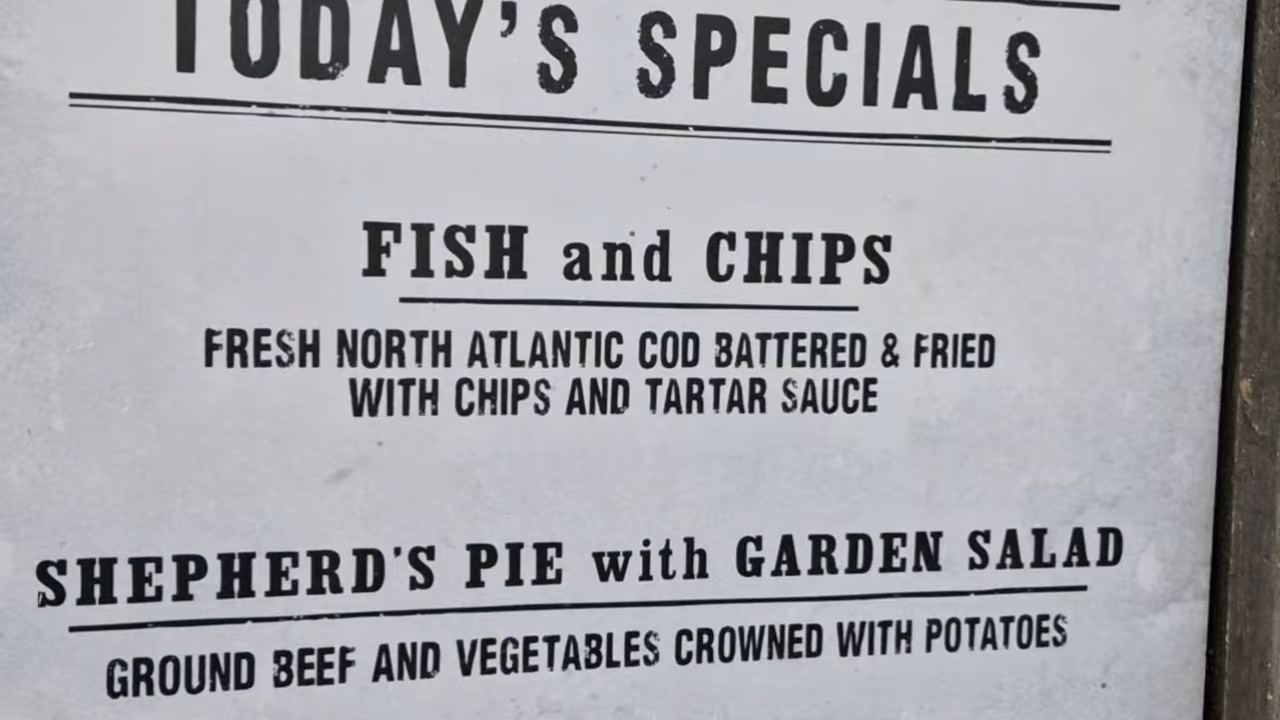 TODAY'S SPECIALS
FISH and CHIPS
FRESH NORTH ATLANTIC COD BATTERED & FRIED
WITH CHIPS AND TARTAR SAUCE
SHEPHERD'S PIE with GARDEN SALAD
GROUND BEEF AND VEGETABLES CROWNED WITH POTATOES